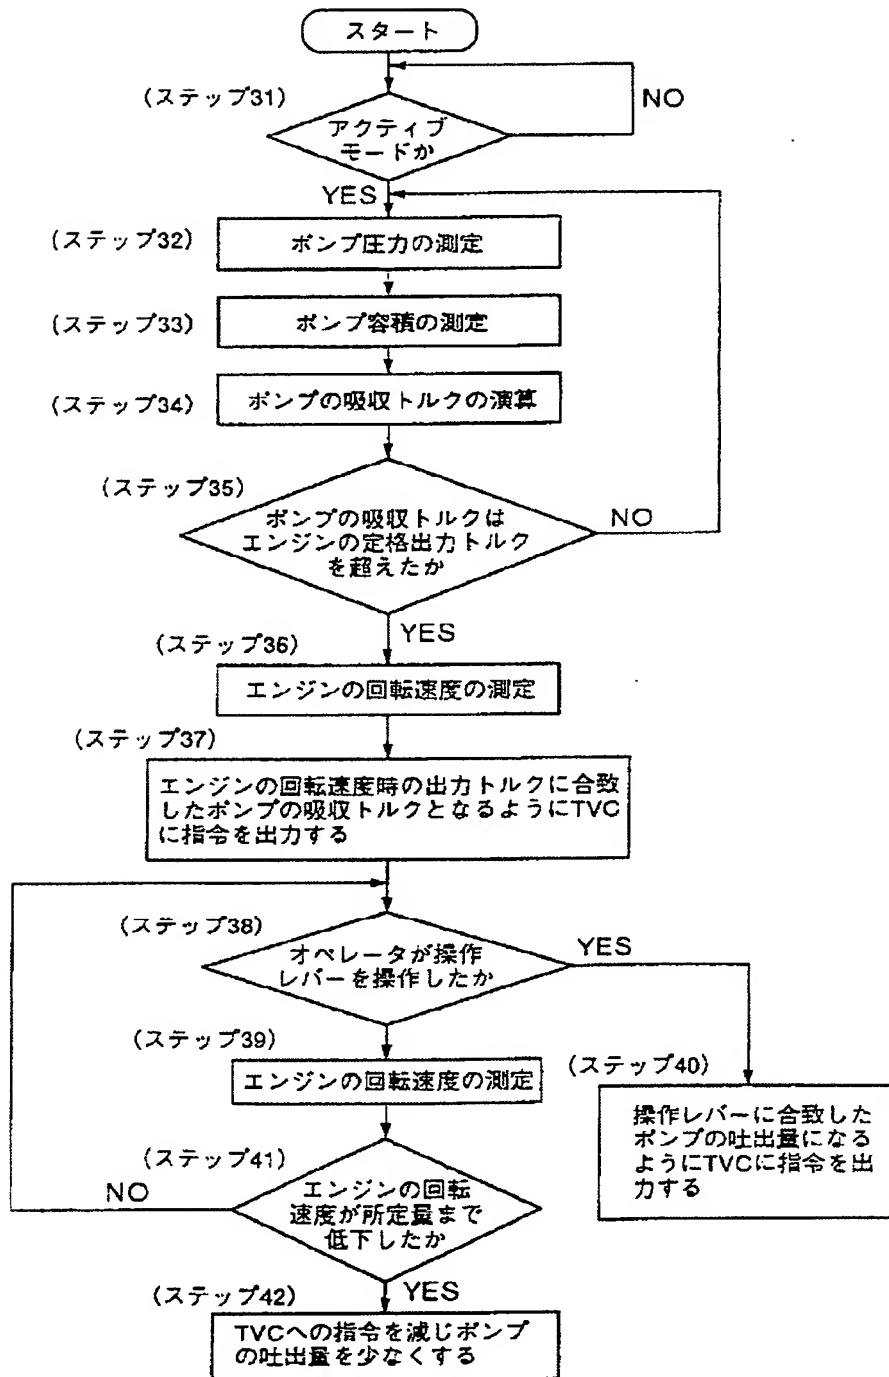 スタート
(ステップ31)
NO
アクティブ
モードか
YES
(ステップ32)
ポンプ圧力の測定
(ステップ33)
ポンプ容積の測定
(ステップ34)
ポンプの吸収トルクの演算
(ステップ35)
ポンプの吸収トルクは
エンジンの定格出力トルク
を超えたか
NO
YES
(ステップ36)
エンジンの回転速度の測定
(ステップ37)
エンジンの回転速度時の出力トルクに合致
したポンプの吸収トルクとなるようにTVC
に指令を出力する
(ステップ38)
オペレータが操作
レバーを操作したか
YES
(ステップ39)
エンジンの回転速度の測定
(ステップ40)
操作レバーに合致した
ポンプの吐出量になる
ようにTVCに指令を出
力する
(ステップ41)
NO
エンジンの回転
速度が所定量まで
低下したか
YES
(ステップ42)
TVCへの指令を減じポンプ
の吐出量を少なくする